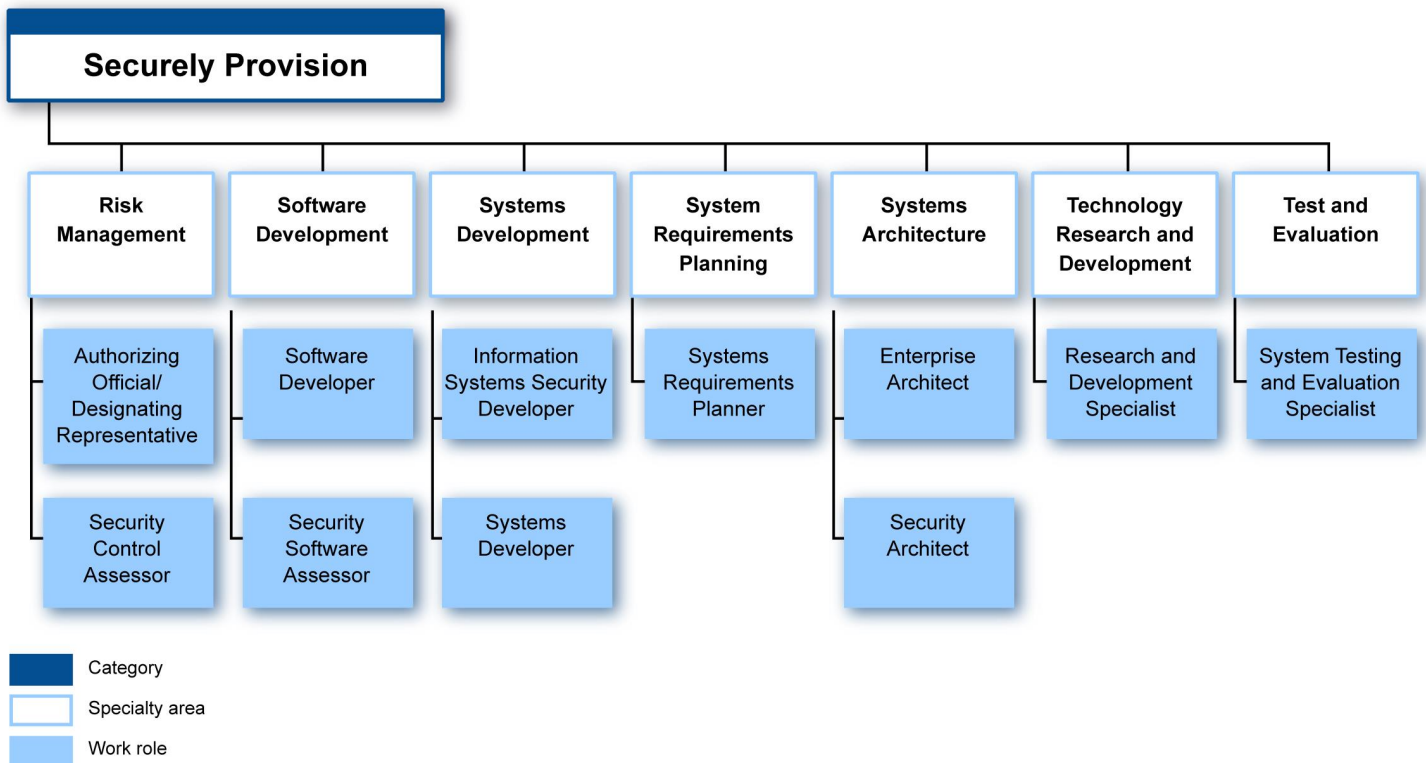 Securely Provision
Risk
Management
Software
Development
Systems
Development
System
Requirements
Planning
Systems
Architecture
Technology
Research and
Development
Test and
Evaluation
Authorizing
Official/
Designating
Representative
Software
Developer
Information
Systems Security
Developer
Systems
Requirements
Planner
Enterprise
Architect
Research and
Development
Specialist
System Testing
and Evaluation
Specialist
Security
Control
Assessor
Security
Software
Assessor
Systems
Developer
Security
Architect
Category
Specialty area
Work role